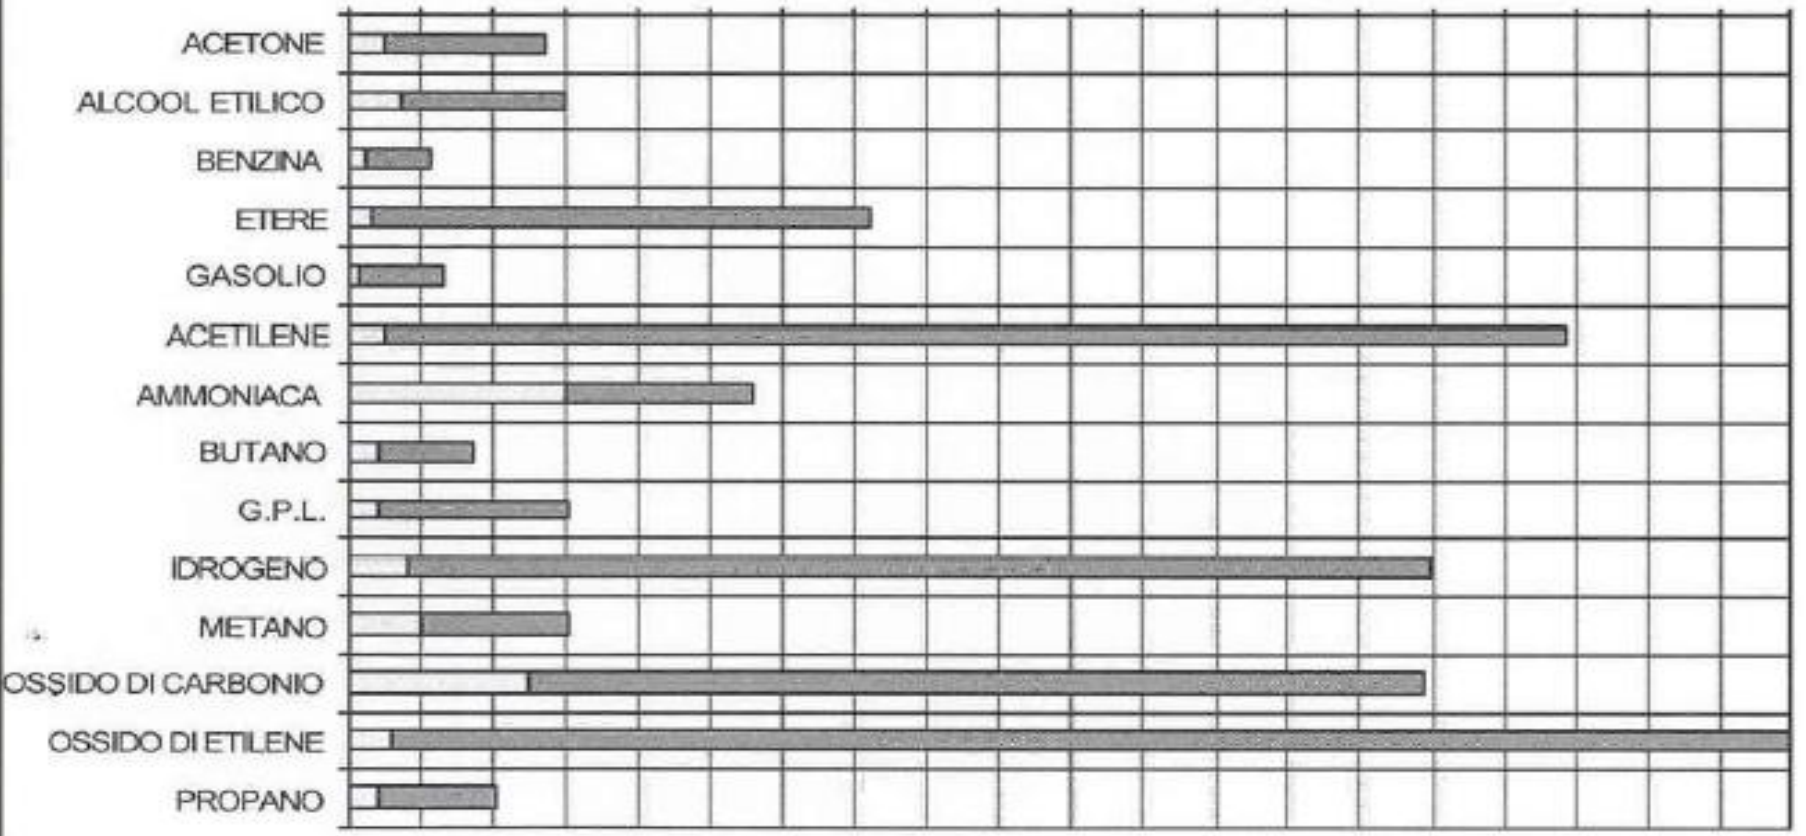 ACETONE
ALCOOL ETILICO
BENZINA
ETERE
GASOLIO
ACETILENE
AMMONIACA
BUTANO
G.P.L.
IDROGENO
METANO
OSSIDO DI CARBONIO
OSSIDO DI ETILENE
PROPANO